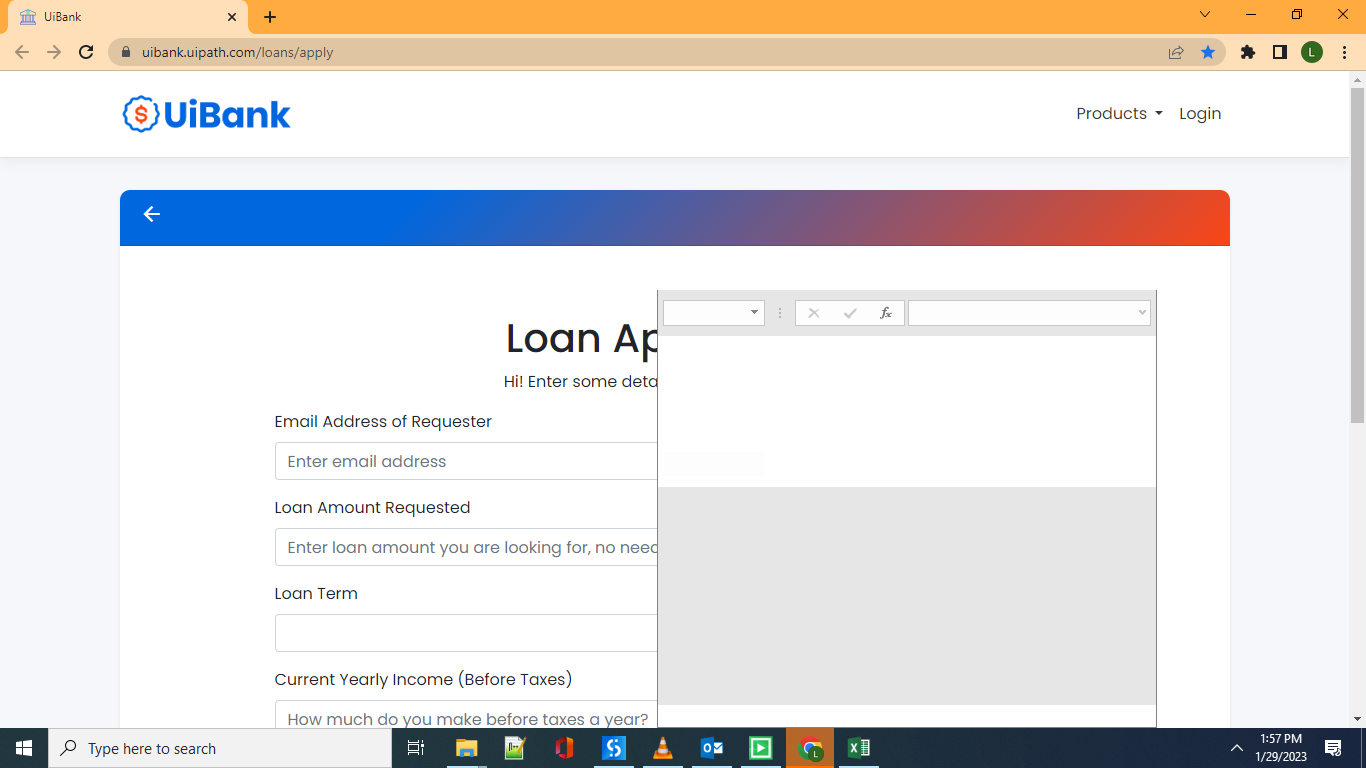 UiBank
uibank.uipath.com/loans/apply
L
$ UiBank
Products
Login
Loan Ap
Hi! Enter some deta
Email Address of Requester
Enter email address
Loan Amount Requested
Enter loan amount you are looking for, no need
Loan Term
Current Yearly Income (Before Taxes)
How much do you make before taxes a year?
fx
Type here to search
L
1:57 PM
1/29/2023